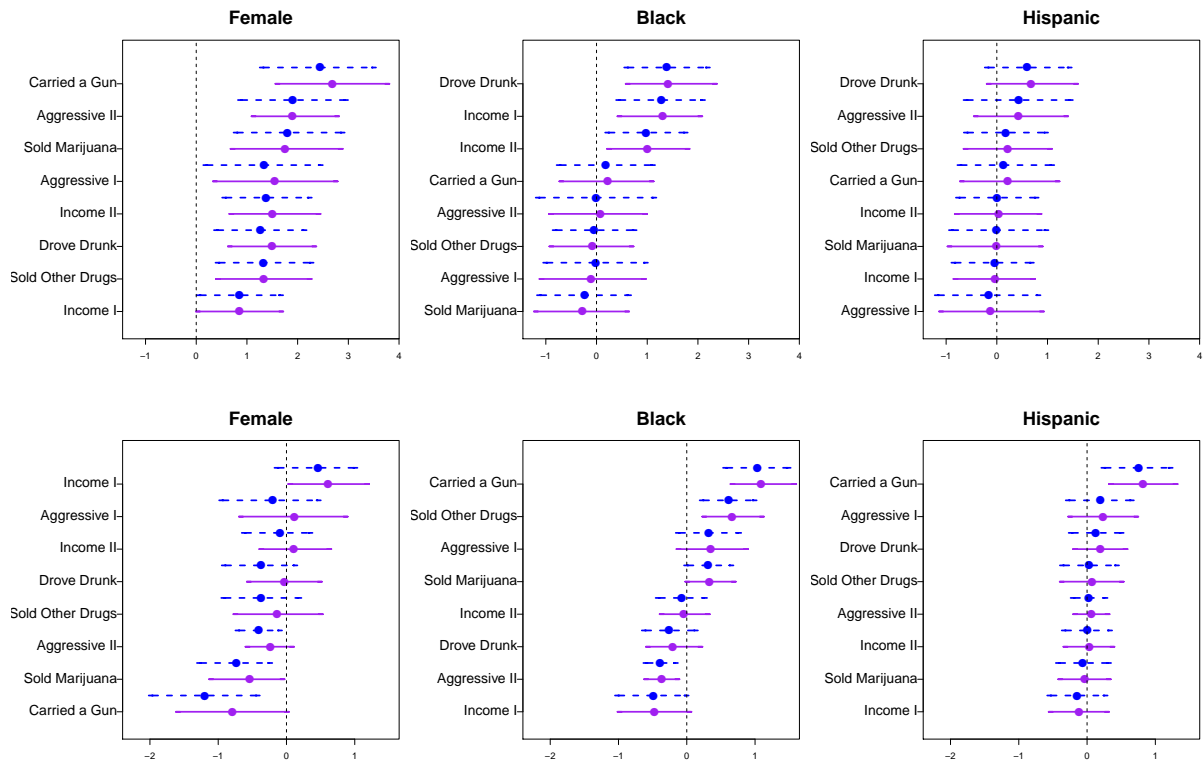 Female
Carried a Gun
Aggressive II
Sold Marijuana
Aggressive I
Income II
Drove Drunk
Sold Other Drugs
Income I
−1 0 1 2 3 4
Black
Drove Drunk
Income I
Income II
Carried a Gun
Aggressive II
Sold Other Drugs
Aggressive I
Sold Marijuana
−1 0 1 2 3 4
Hispanic
Drove Drunk
Aggressive II
Sold Other Drugs
Carried a Gun
Income II
Sold Marijuana
Income I
Aggressive I
−1 0 1 2 3 4
Female
Income I
Aggressive I
Income II
Drove Drunk
Sold Other Drugs
Aggressive II
Sold Marijuana
Carried a Gun
−2 −1 0 1
Black
Carried a Gun
Sold Other Drugs
Aggressive I
Sold Marijuana
Income II
Drove Drunk
Aggressive II
Income I
−2 −1 0 1
Hispanic
Carried a Gun
Aggressive I
Drove Drunk
Sold Other Drugs
Aggressive II
Income II
Sold Marijuana
Income I
−2 −1 0 1